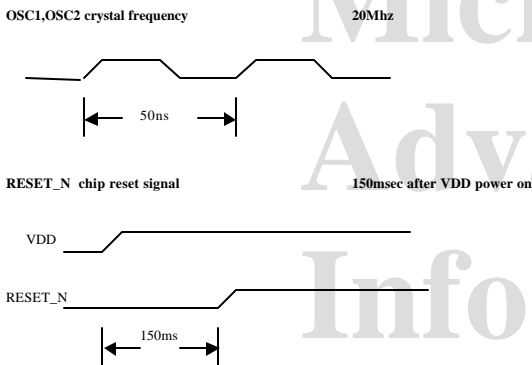 OSC1,OSC2 crystal frequency 20Mhz
50ns
RESET_N chip reset signal 150msec after VDD power on
VDD
RESET_N
150ms